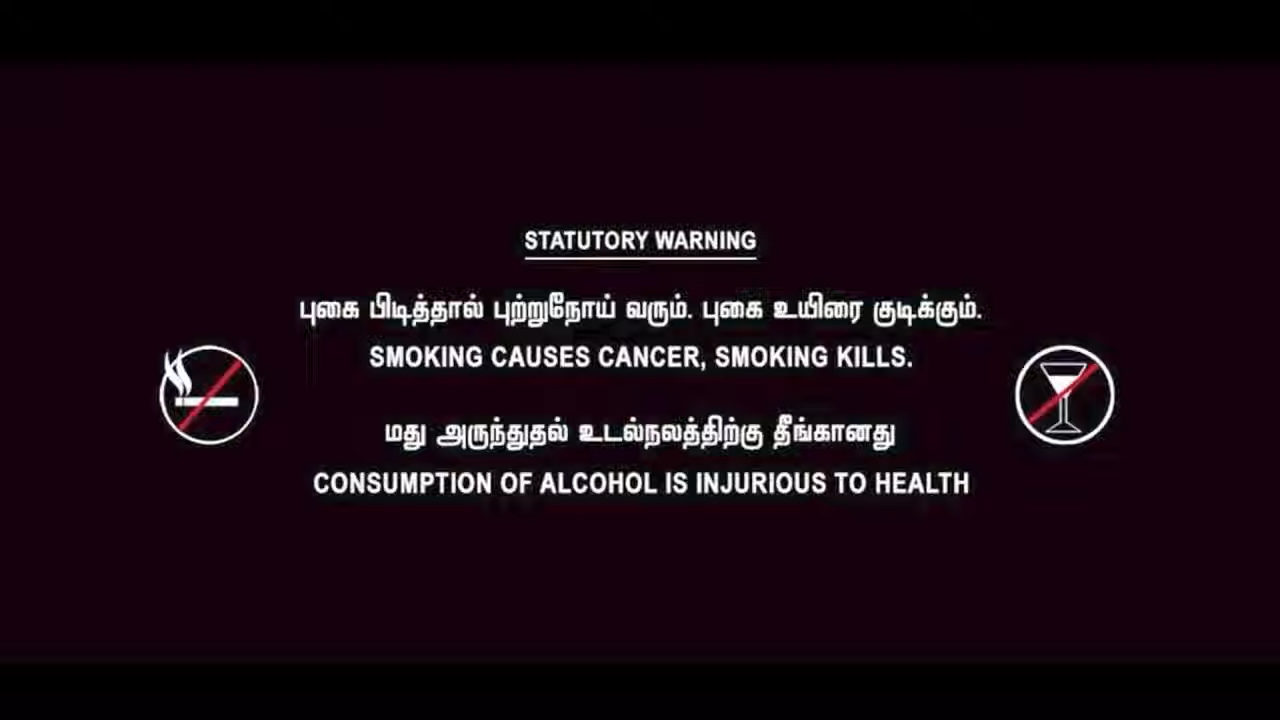 STATUTORY WARNING
புகை பிடித்தால் புற்றுநோய் வரும். புகை உயிரை குடிக்கும்.
SMOKING CAUSES CANCER, SMOKING KILLS.
மது அருந்துதல் உடல்நலத்திற்கு தீங்கானது
CONSUMPTION OF ALCOHOL IS INJURIOUS TO HEALTH